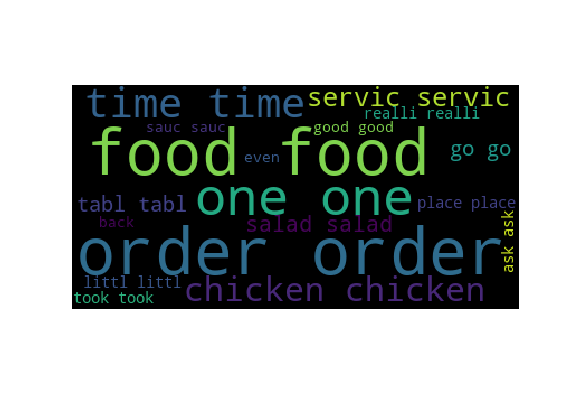 time time
servic servic
realli realli
sauc sauc
good good
food food
even
go go
one one
tabl tabl
place place
back
salad salad
ask ask
order order
littl littl
took took
chicken chicken